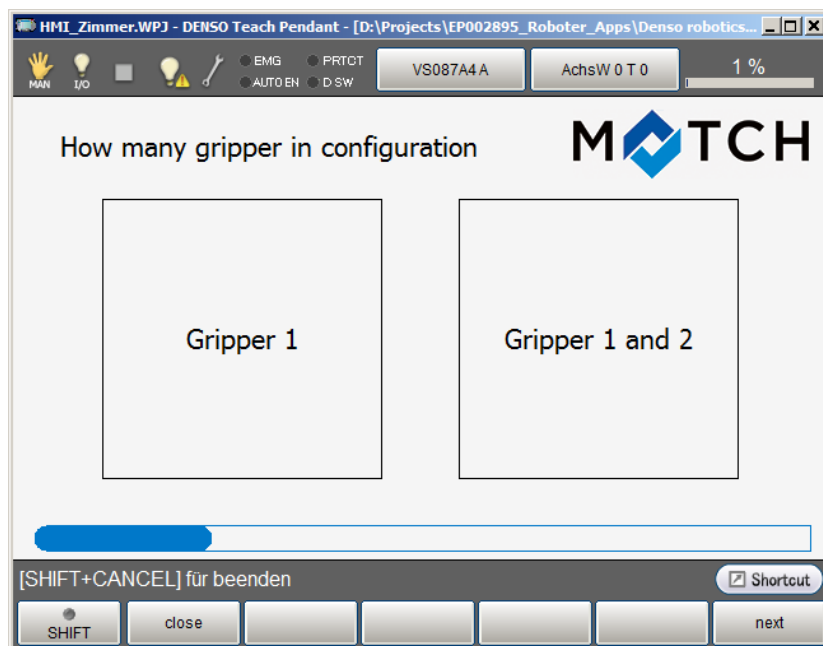 HMI_Zimmer.WPJ - DENSO Teach Pendant - [D:\Projects\EP002895_Roboter_Apps\Denso robotics...
MAN
I/O
EMG PRTCT
AUTO EN D SW
VS087A4 A
AchsW 0 T 0
1 %
How many gripper in configuration
MATCH
Gripper 1
Gripper 1 and 2
[SHIFT+CANCEL] für beenden
Shortcut
SHIFT
close
next